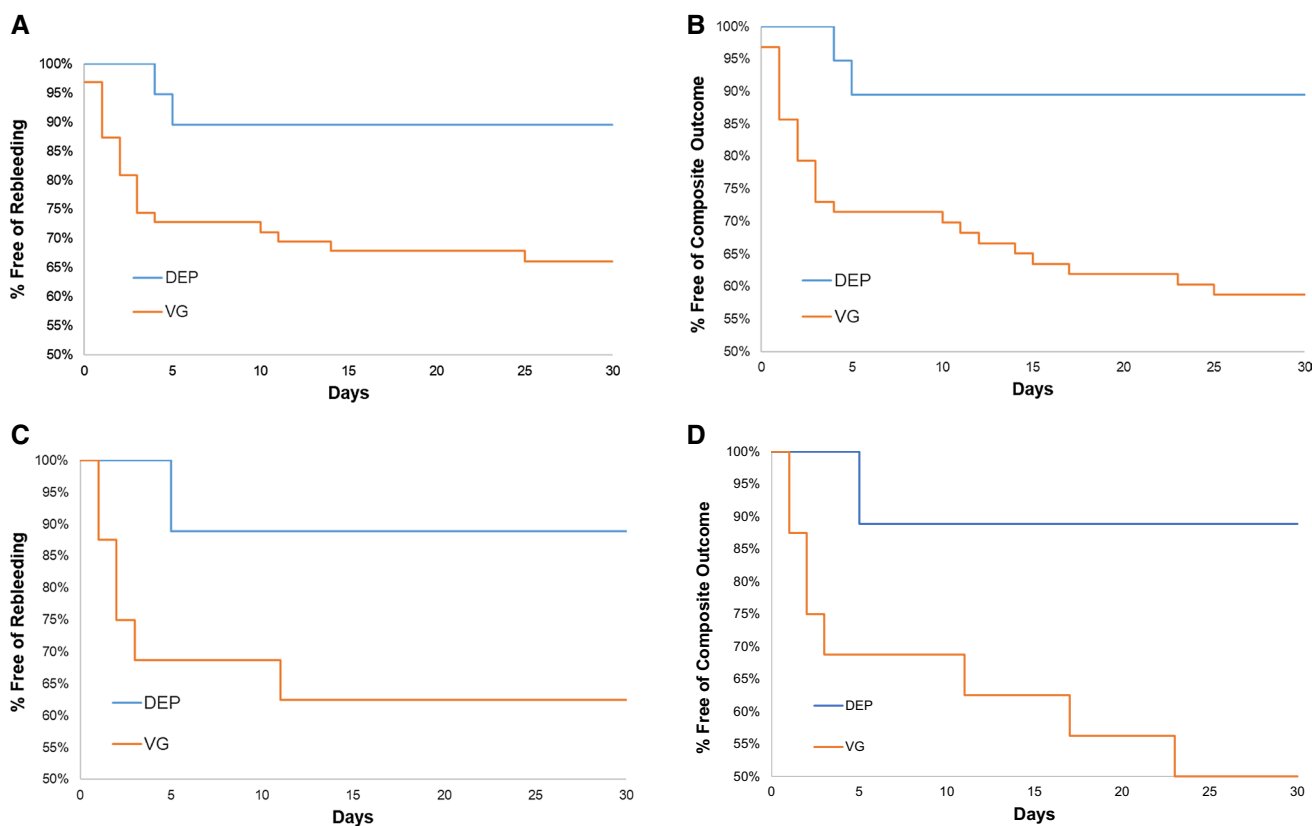 A
% Free of Rebleeding
100%
95%
90%
85%
80%
75%
70%
65%
60%
55%
50%
DEP
VG
0 5 10 15 20 25 30
Days
B
% Free of Composite Outcome
100%
95%
90%
85%
80%
75%
70%
65%
60%
55%
50%
DEP
VG
0 5 10 15 20 25 30
Days
C
% Free of Rebleeding
100%
95%
90%
85%
80%
75%
70%
65%
60%
55%
50%
DEP
VG
0 5 10 15 20 25 30
Days
D
% Free of Composite Outcome
100%
95%
90%
85%
80%
75%
70%
65%
60%
55%
50%
DEP
VG
0 5 10 15 20 25 30
Days